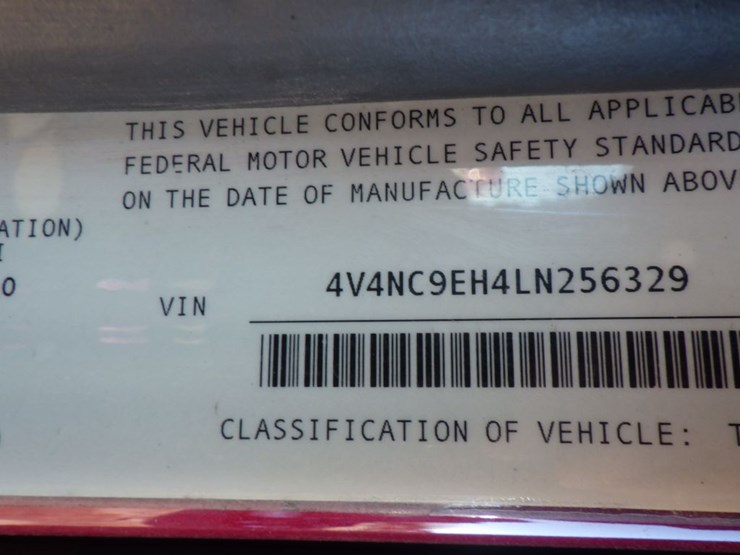 THIS VEHICLE CONFORMS TO ALL APPLICAB
FEDERAL MOTOR VEHICLE SAFETY STANDARD
ON THE DATE OF MANUFACTURE SHOWN ABOV
ATION)
I
0
VIN 4V4NC9EH4LN256329
CLASSIFICATION OF VEHICLE: T